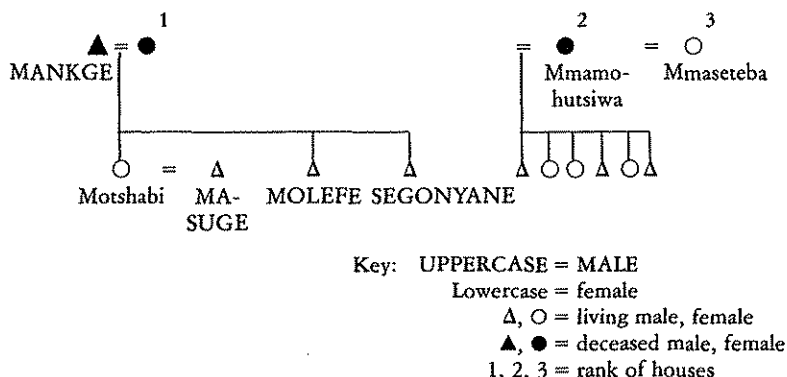 1 2 3
= = =
MANKGE Mmamo- Mmaseteba
hutsiwa
Motshabi = MA- MOLEFE SEGONYANE
SUGE
Key: UPPERCASE = MALE
Lowercase = female
Δ, ○ = living male, female
▲, ● = deceased male, female
1, 2, 3 = rank of houses